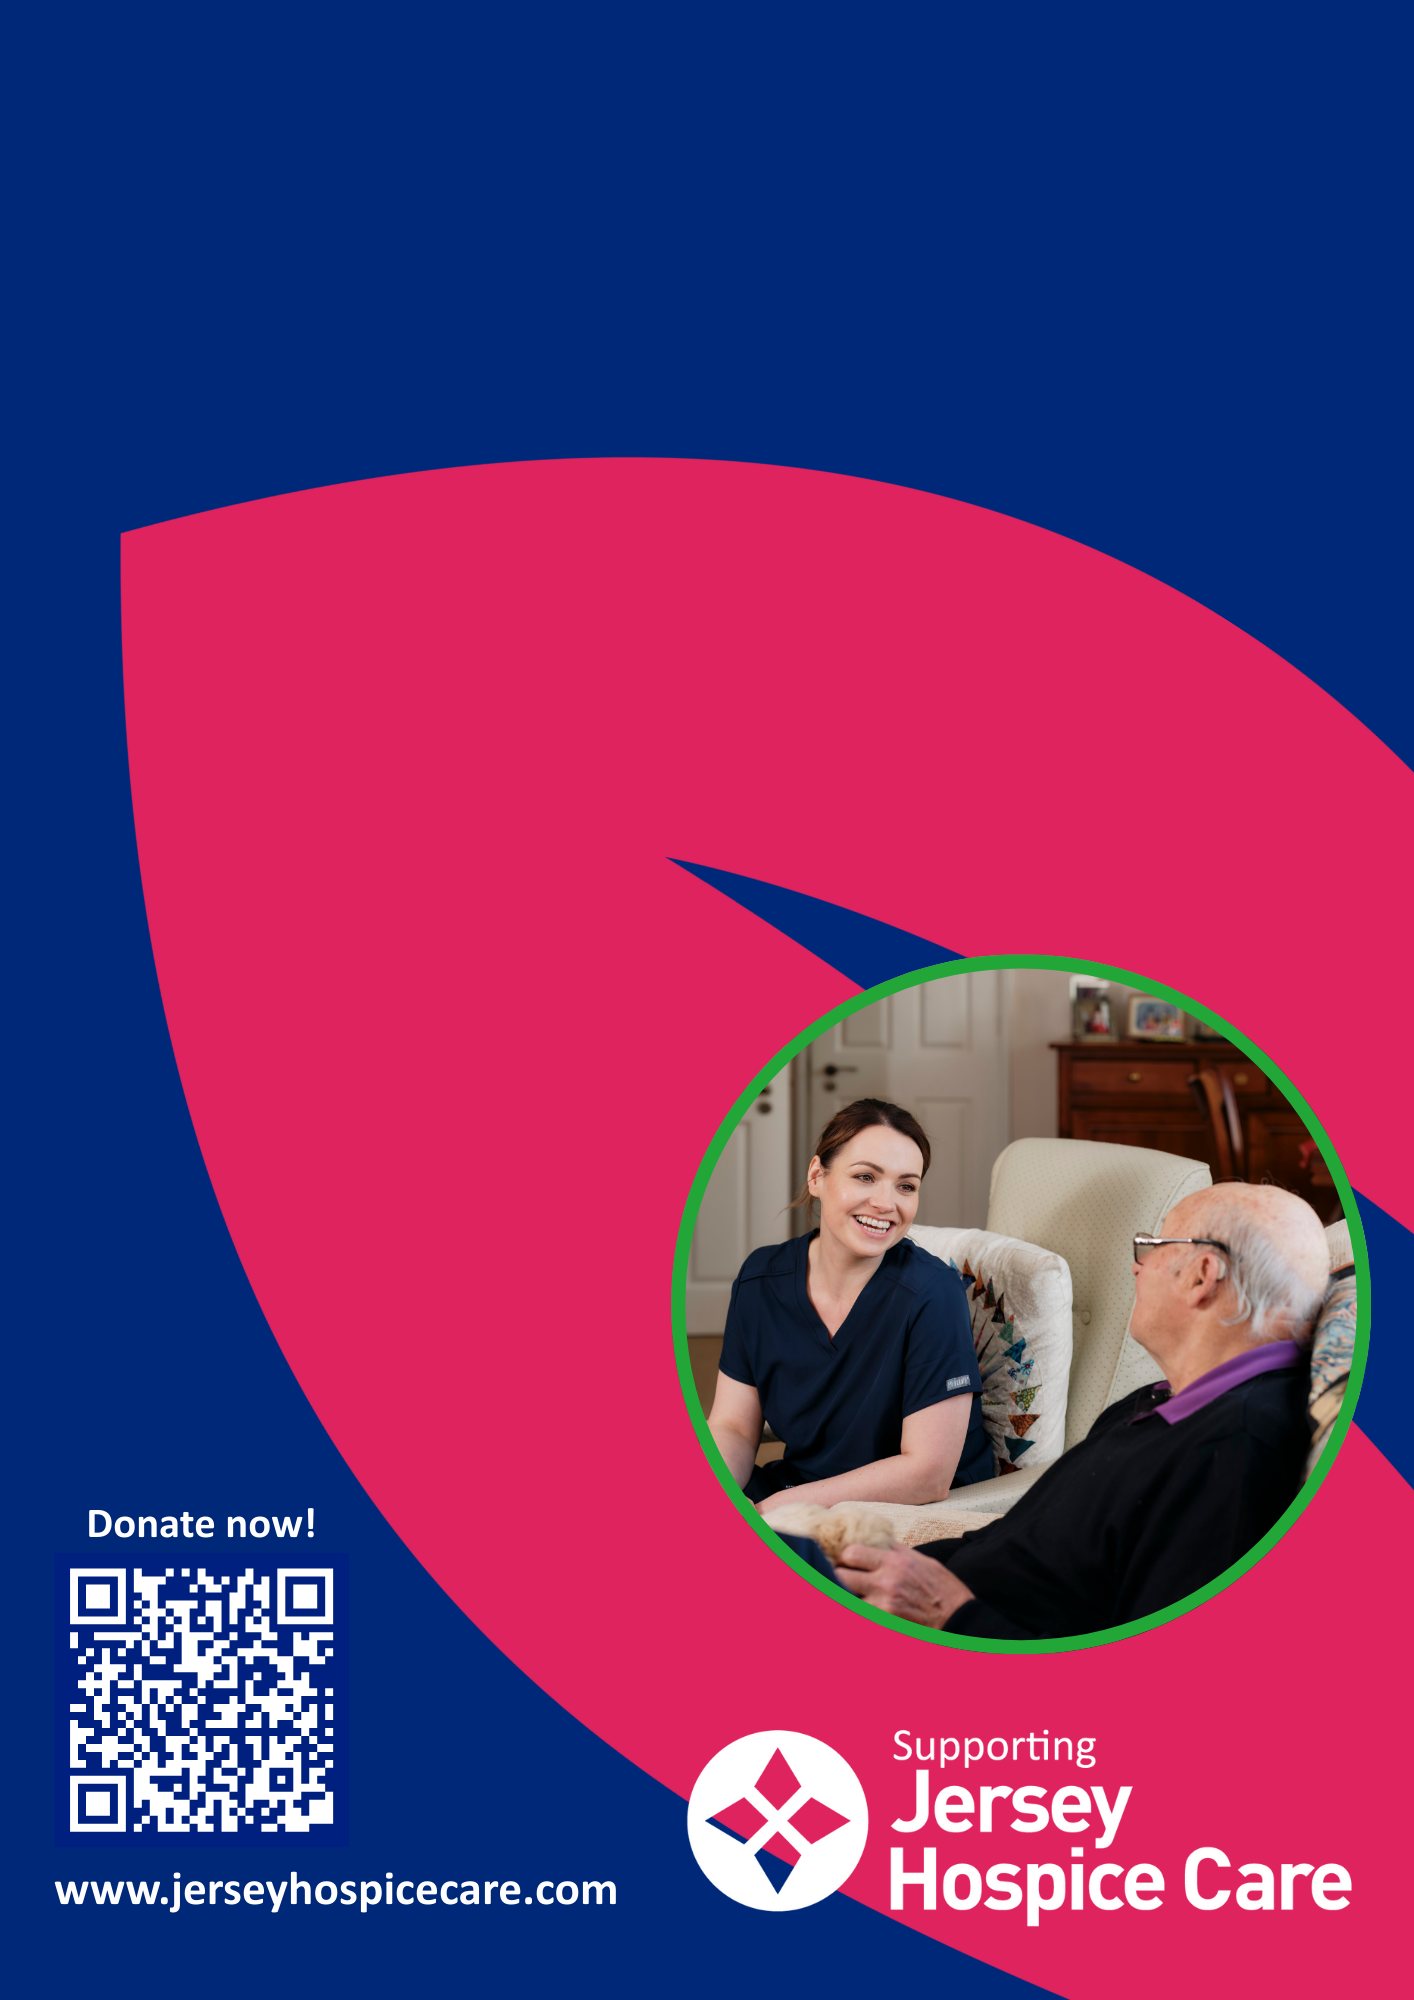 Donate now!
www.jerseyhospicecare.com
Supporting
Jersey
Hospice Care